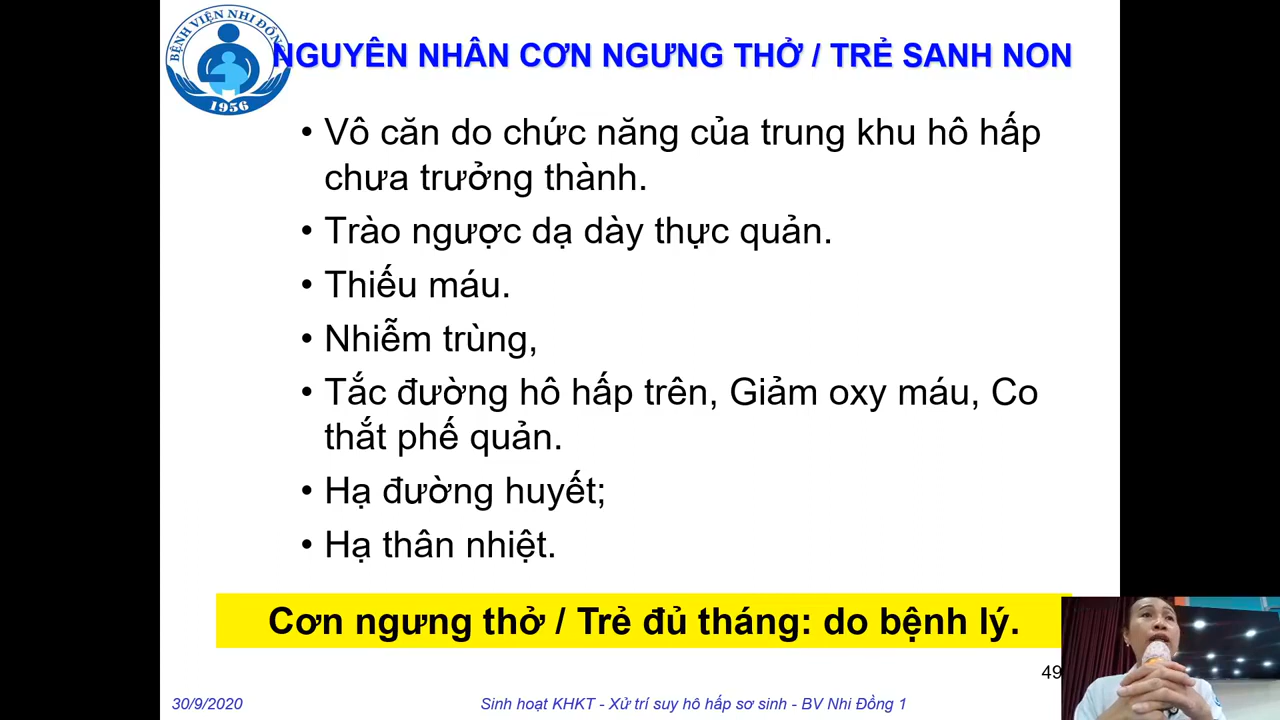 BỆNH VIỆN NHI ĐỒNG
1956
NGUYÊN NHÂN CƠN NGƯNG THỞ / TRẺ SANH NON
• Vô căn do chức năng của trung khu hô hấp
chưa trưởng thành.
• Trào ngược dạ dày thực quản.
• Thiếu máu.
• Nhiễm trùng,
• Tắc đường hô hấp trên, Giảm oxy máu, Co
thắt phế quản.
• Hạ đường huyết;
• Hạ thân nhiệt.
Cơn ngưng thở / Trẻ đủ tháng: do bệnh lý.
49
30/9/2020
Sinh hoạt KHKT - Xử trí suy hô hấp sơ sinh - BV Nhi Đồng 1